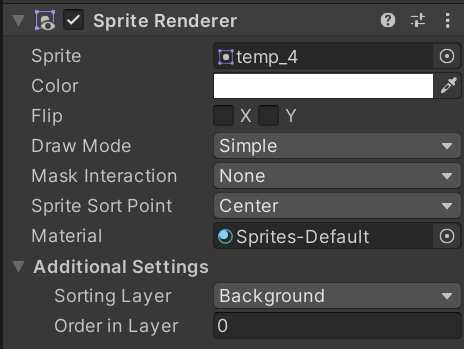 Sprite Renderer
Sprite temp_4
Color
Flip X Y
Draw Mode Simple
Mask Interaction None
Sprite Sort Point Center
Material Sprites-Default
Additional Settings
Sorting Layer Background
Order in Layer 0